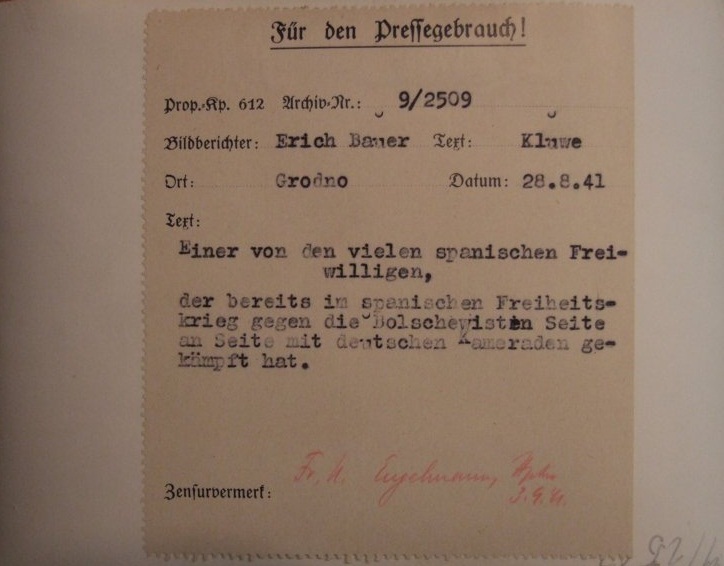 Für den Pressegebrauch!
Prop.-Kp. 612 Archiv-Nr.: 9/2509
Bildberichter: Erich Bauer Text: Kluwe
Ort: Grodno Datum: 28.8.41
Text:
Einer von den vielen spanischen Frei-
willigen,
der bereits im spanischen Freiheits-
krieg gegen die Bolschewisten Seite
an Seite mit deutschen Kameraden ge-
kämpft hat.
Zensurvermerk: